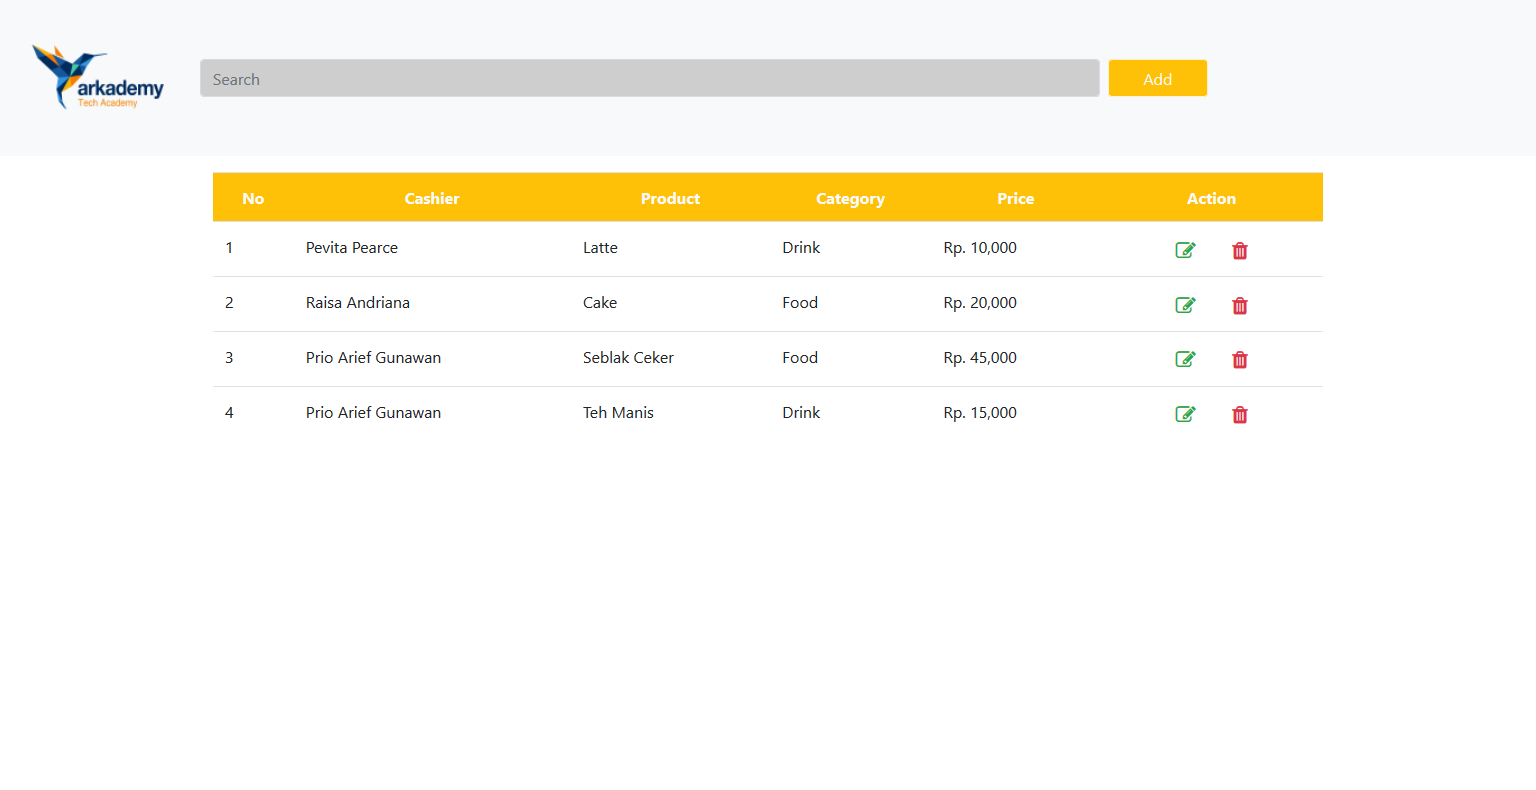 arkademy
Tech Academy
Search
Add
No Cashier Product Category Price Action
1 Pevita Pearce Latte Drink Rp. 10,000
2 Raisa Andriana Cake Food Rp. 20,000
3 Prio Arief Gunawan Seblak Ceker Food Rp. 45,000
4 Prio Arief Gunawan Teh Manis Drink Rp. 15,000